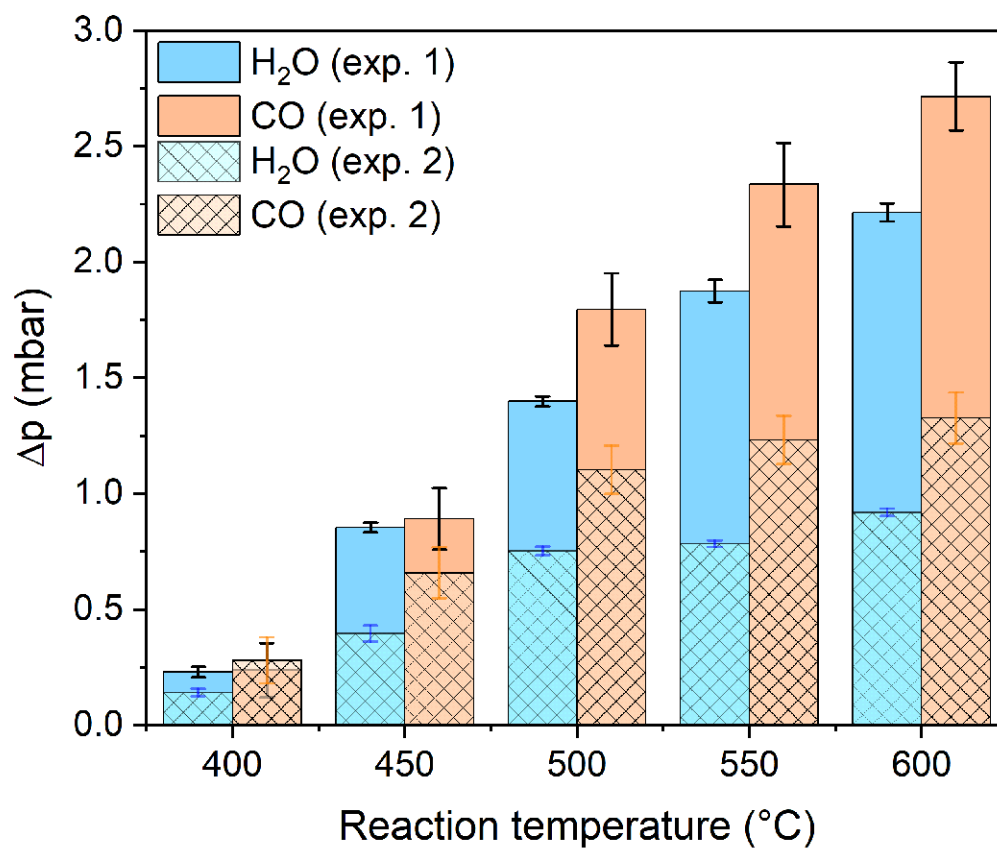 3.0
2.5
2.0
1.5
1.0
0.5
0.0
Δp (mbar)
H₂O (exp. 1)
CO (exp. 1)
H₂O (exp. 2)
CO (exp. 2)
400 450 500 550 600
Reaction temperature (°C)